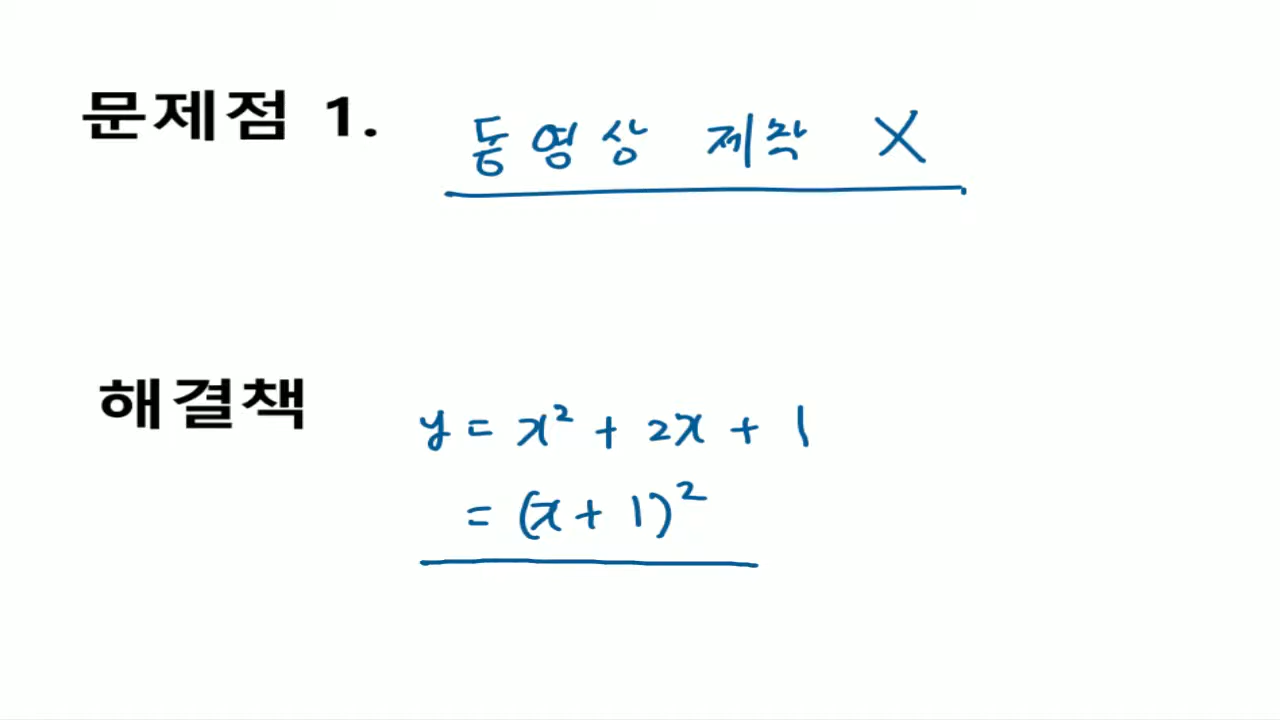 문제점 1. 동영상 제작 X
해결책 y = x² + 2x + 1
= (x + 1)²